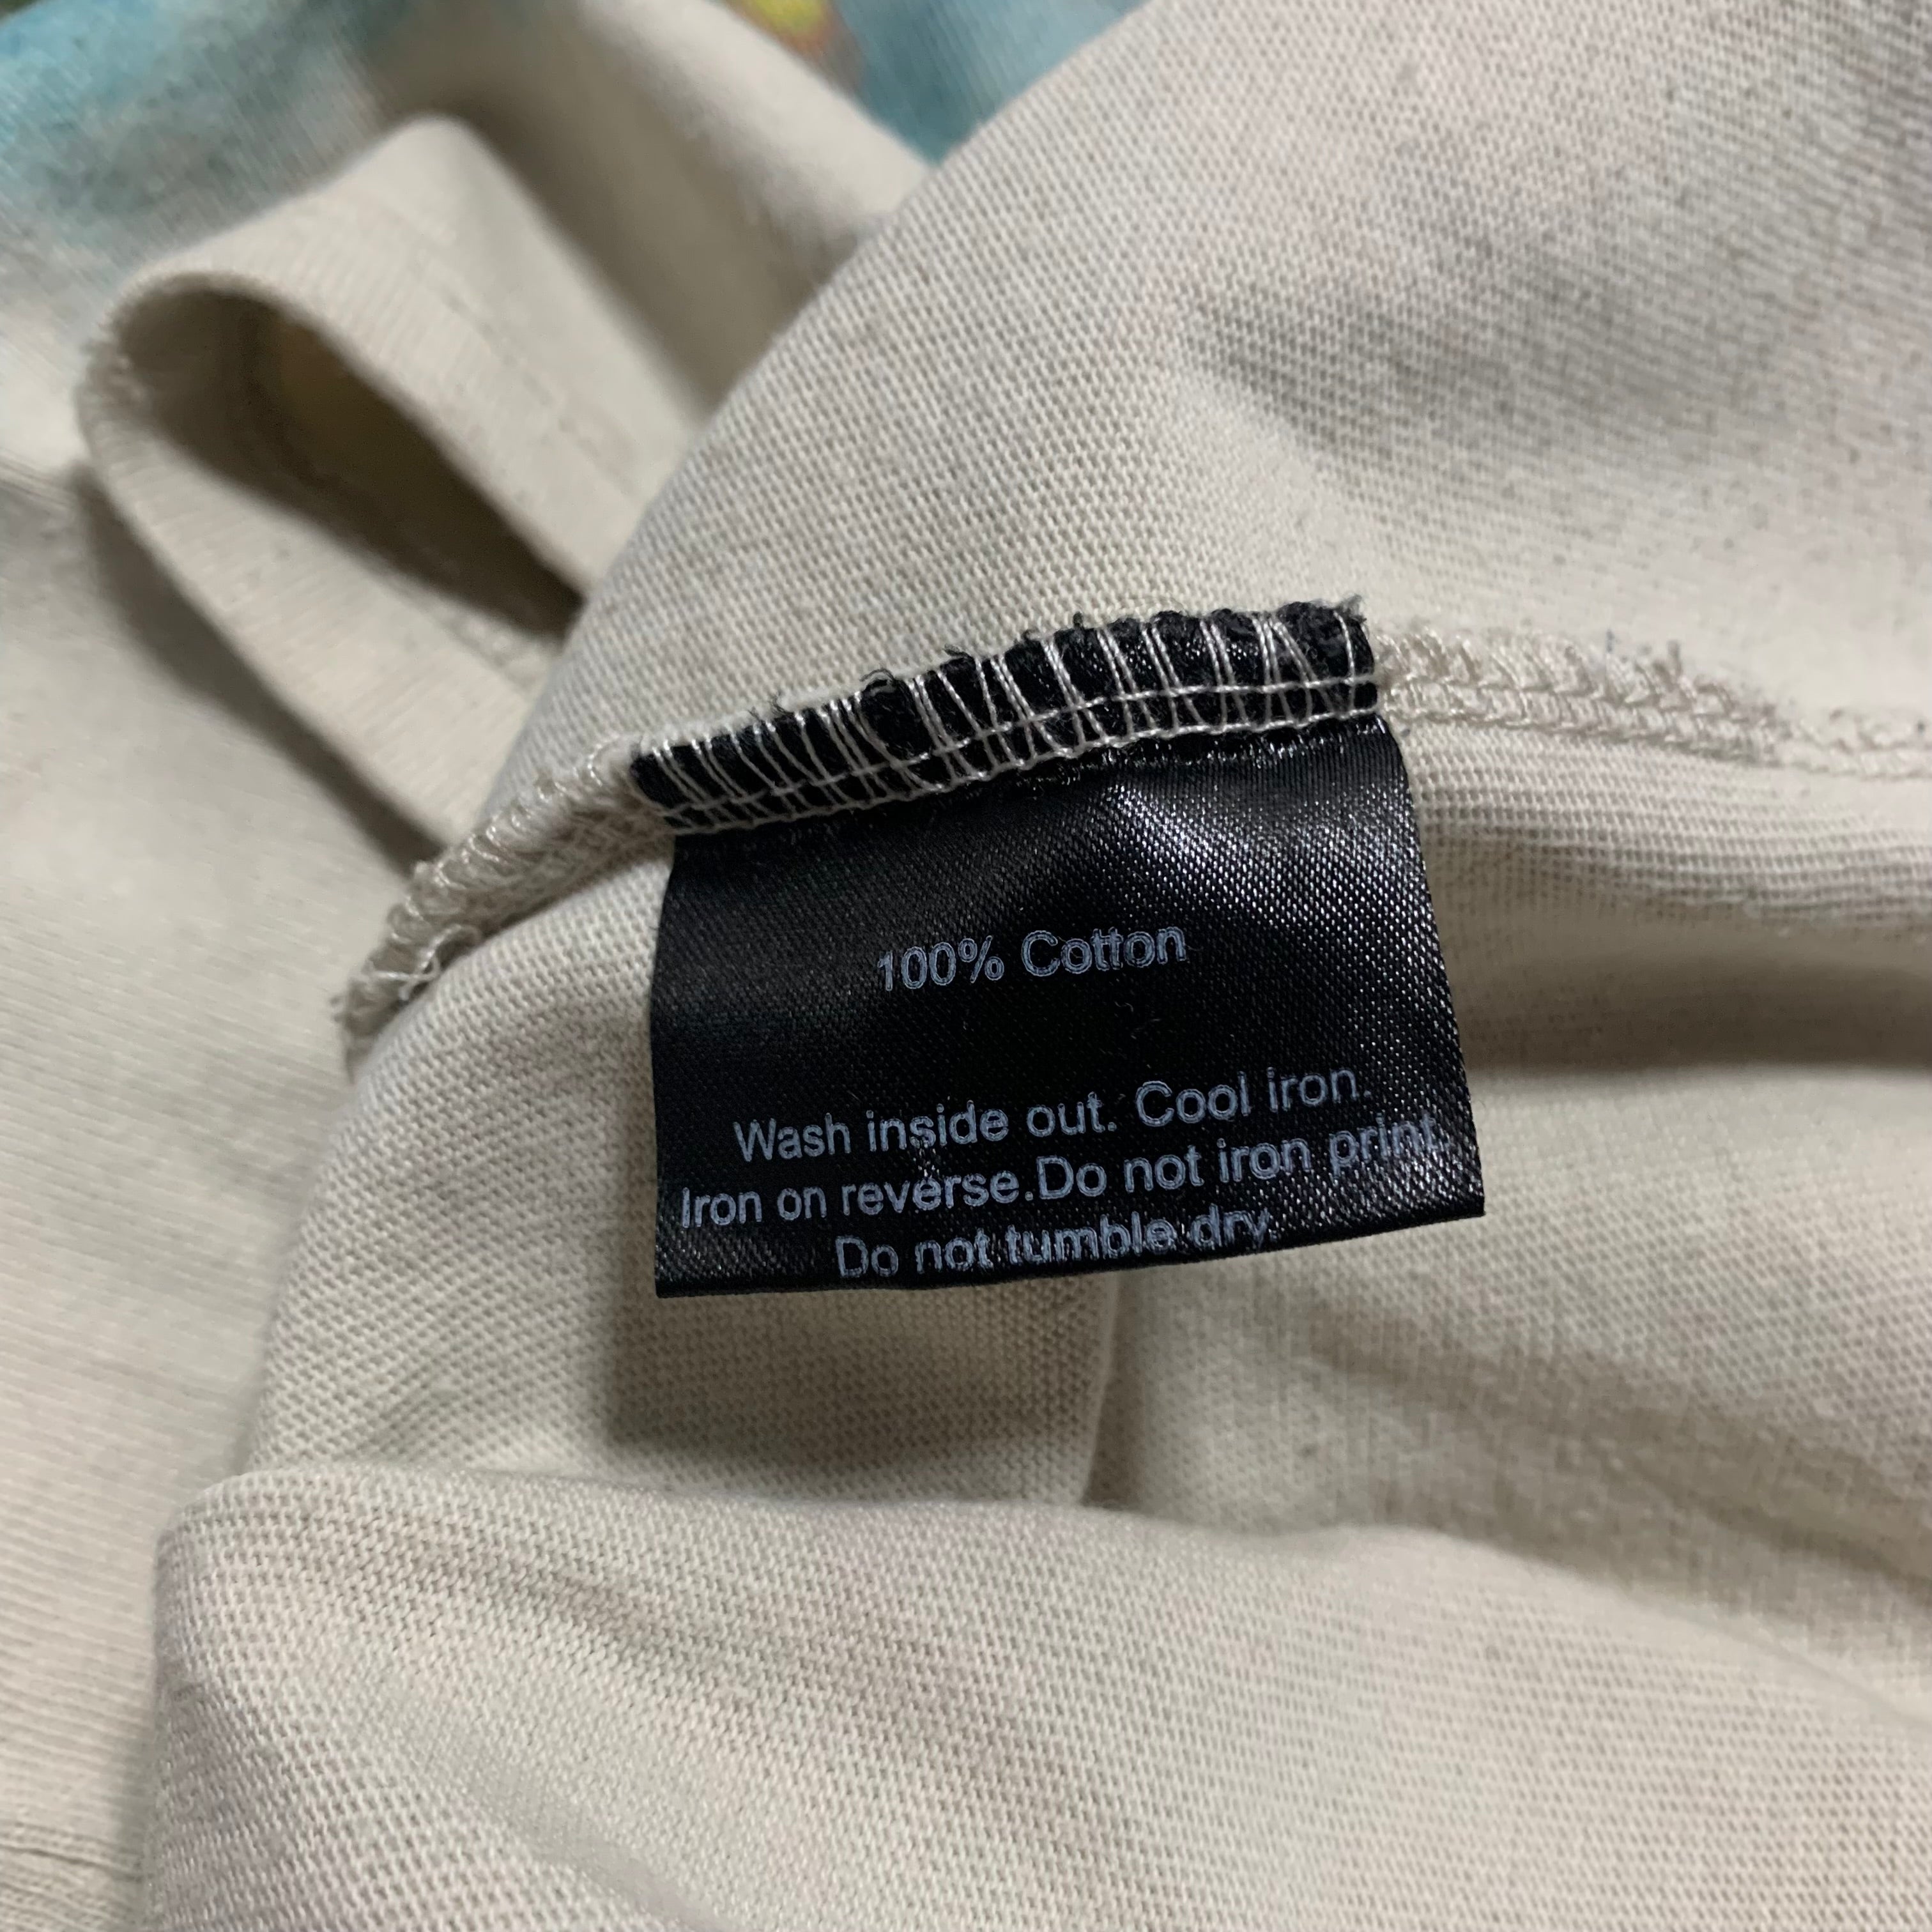 100% Cotton
Wash inside out. Cool iron.
Iron on reverse.Do not iron print.
Do not tumble dry.